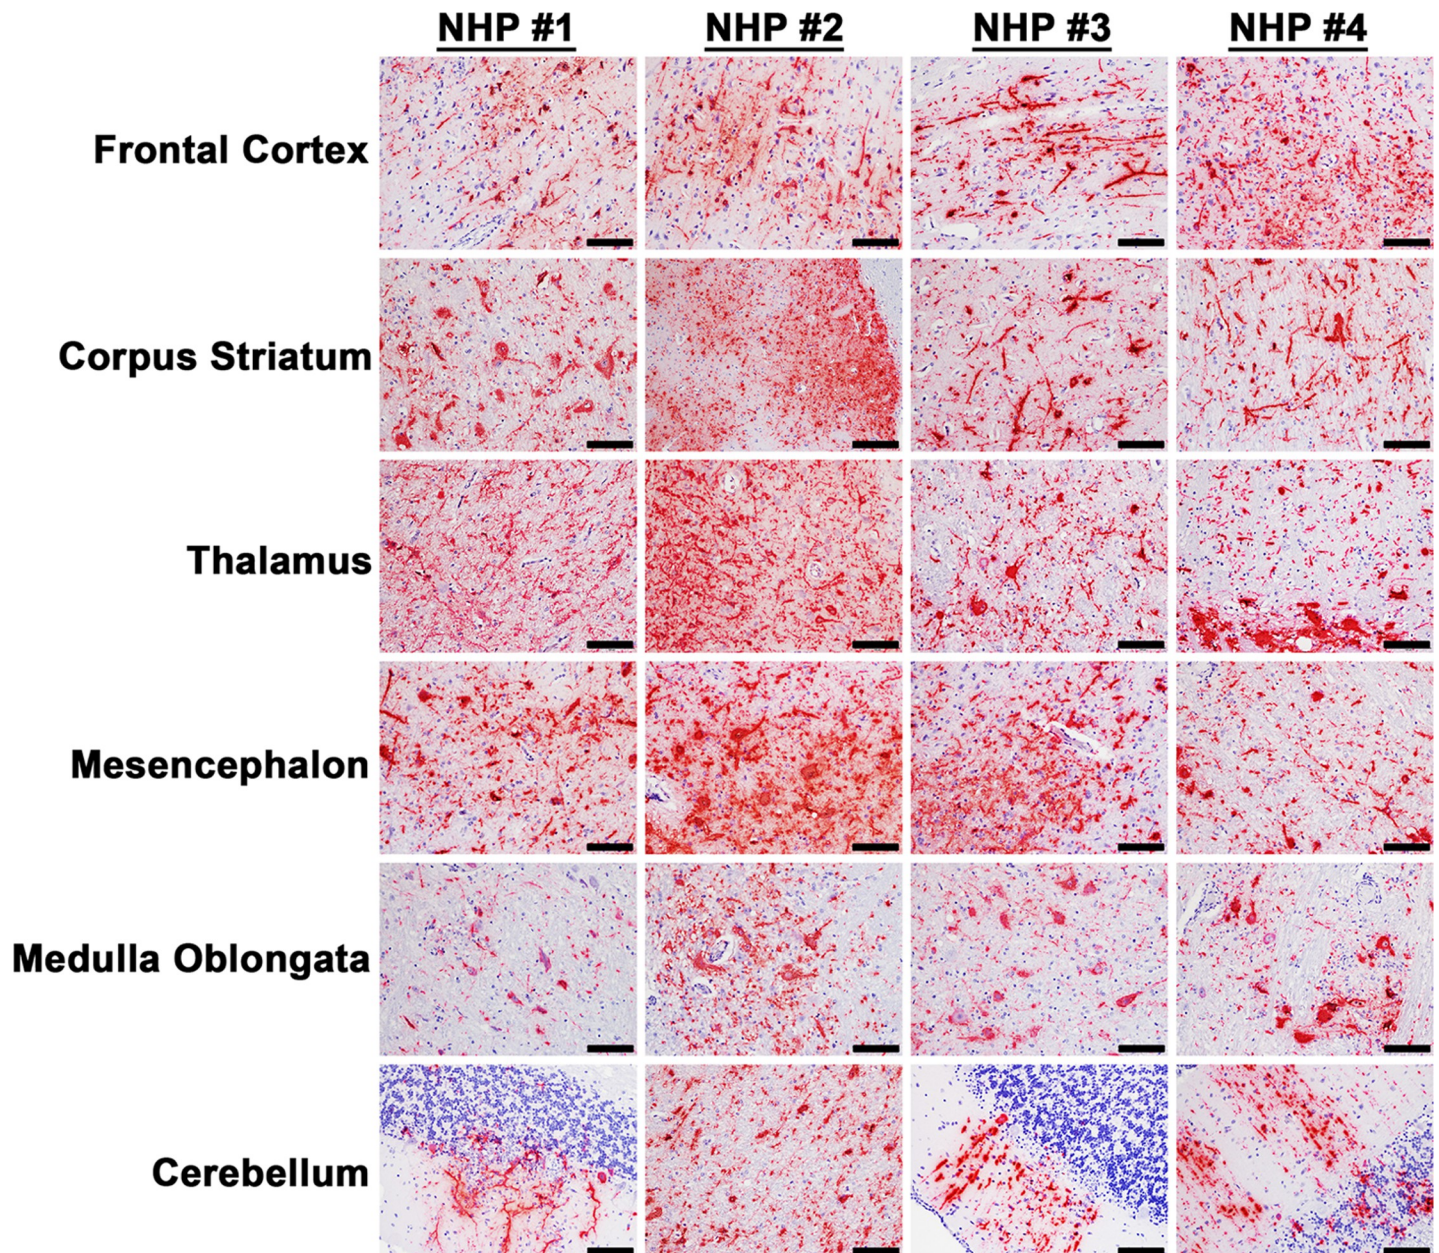 NHP #1 NHP #2 NHP #3 NHP #4
Frontal Cortex
Corpus Striatum
Thalamus
Mesencephalon
Medulla Oblongata
Cerebellum